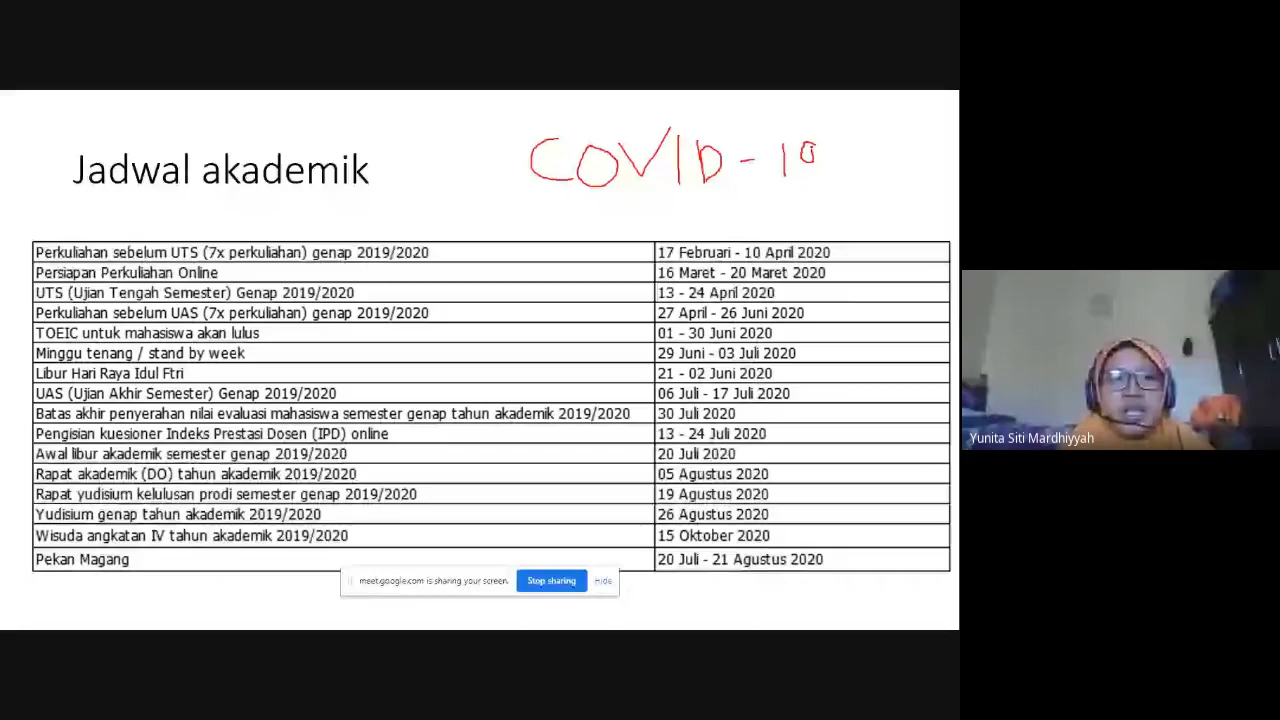 Jadwal akademik
COVID-19
Perkuliahan sebelum UTS (7x perkuliahan) genap 2019/2020 17 Februari - 10 April 2020
Persiapan Perkuliahan Online 16 Maret - 20 Maret 2020
UTS (Ujian Tengah Semester) Genap 2019/2020 13 - 24 April 2020
Perkuliahan sebelum UAS (7x perkuliahan) genap 2019/2020 27 April - 26 Juni 2020
TOEIC untuk mahasiswa akan lulus 01 - 30 Juni 2020
Minggu tenang / stand by week 29 Juni - 03 Juli 2020
Libur Hari Raya Idul Ftri 21 - 02 Juni 2020
UAS (Ujian Akhir Semester) Genap 2019/2020 06 Juli - 17 Juli 2020
Batas akhir penyerahan nilai evaluasi mahasiswa semester genap tahun akademik 2019/2020 30 Juli 2020
Pengisian kuesioner Indeks Prestasi Dosen (IPD) online 13 - 24 Juli 2020
Awal libur akademik semester genap 2019/2020 20 Juli 2020
Rapat akademik (DO) tahun akademik 2019/2020 05 Agustus 2020
Rapat yudisium kelulusan prodi semester genap 2019/2020 19 Agustus 2020
Yudisium genap tahun akademik 2019/2020 26 Agustus 2020
Wisuda angkatan IV tahun akademik 2019/2020 15 Oktober 2020
Pekan Magang 20 Juli - 21 Agustus 2020
meet.google.com is sharing your screen. Stop sharing Hide
Yunita Siti Mardhiyyah